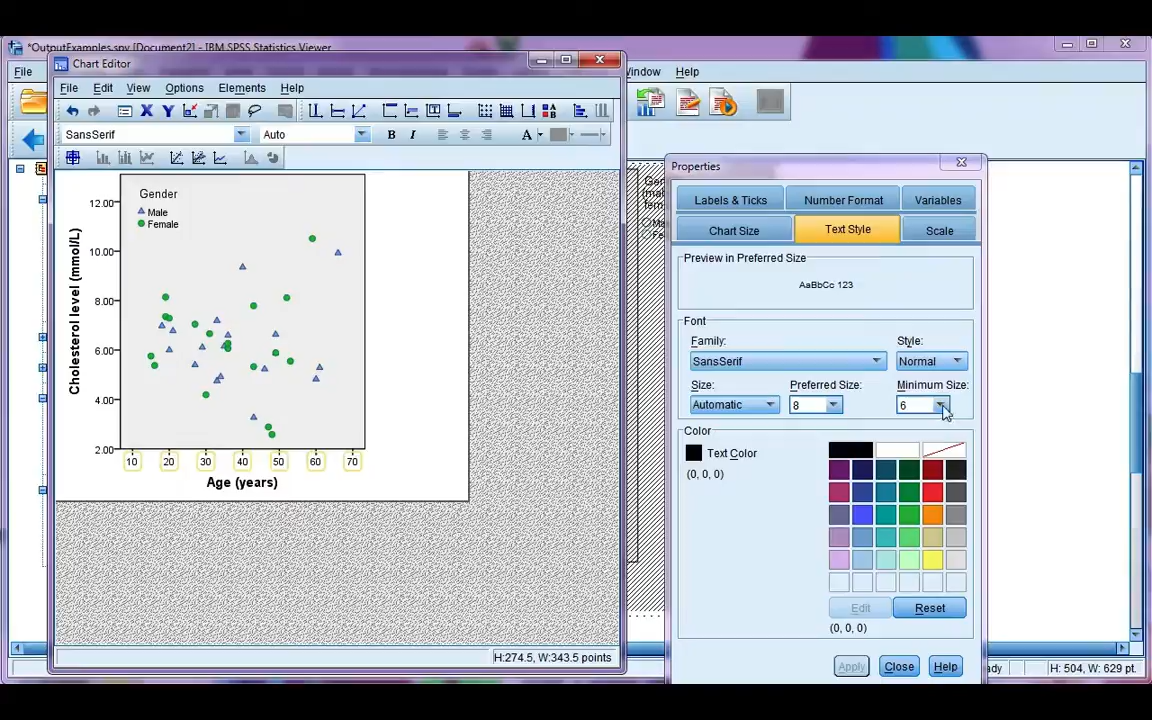 *OutputExamples.spv [Document2] - IBM SPSS Statistics Viewer
File
Window Help
Chart Editor
File Edit View Options Elements Help
SansSerif Auto B I A
Gender
Male
Female
12.00
10.00
8.00
6.00
4.00
2.00
Cholesterol level (mmol/L)
10 20 30 40 50 60 70
Age (years)
H:274.5, W:343.5 points
Properties
Labels & Ticks Number Format Variables
Chart Size Text Style Scale
Preview in Preferred Size
AaBbCc 123
Font
Family: Style:
SansSerif Normal
Size: Preferred Size: Minimum Size:
Automatic 8 6
Color
Text Color
(0, 0, 0)
Edit Reset
(0, 0, 0)
Apply Close Help
H: 504, W: 629 pt.